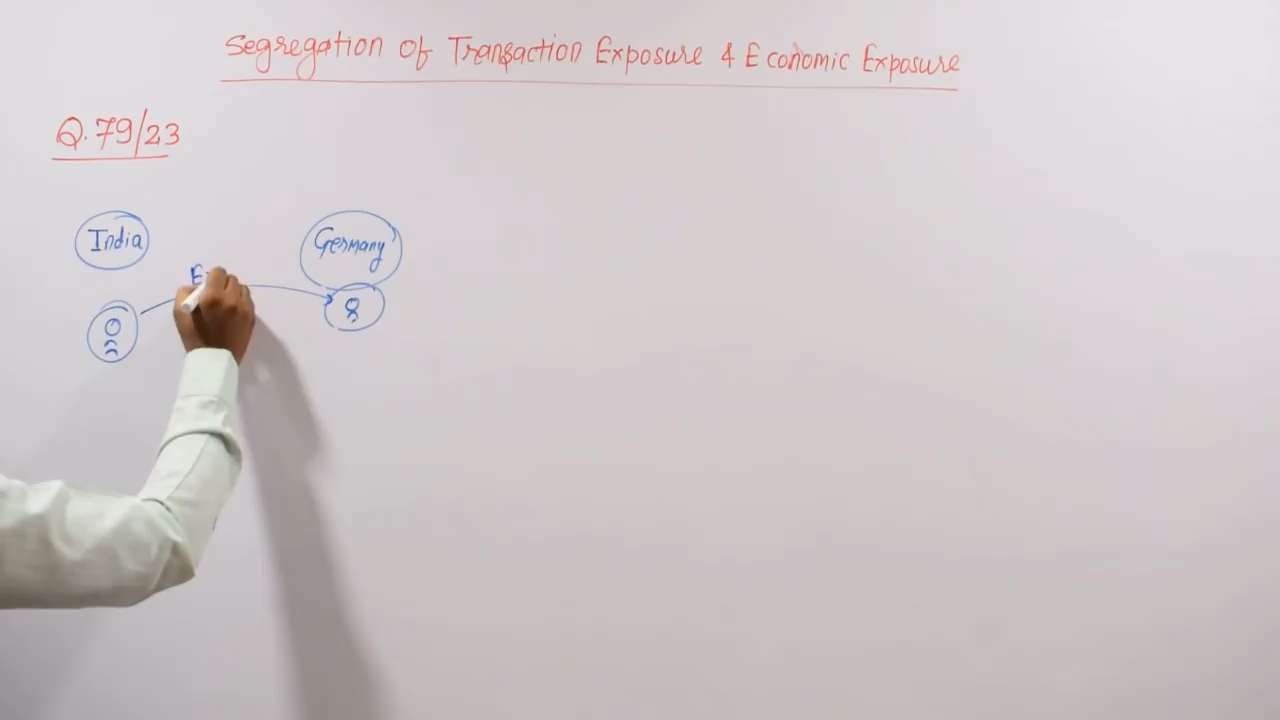 Segregation of Transaction Exposure & Economic Exposure
Q.79/23
India
Germany
E